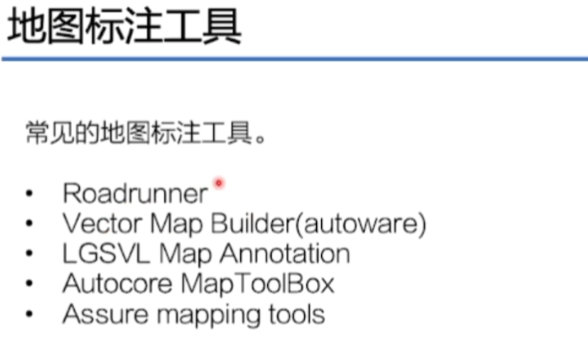 地图标注工具
常见的地图标注工具。
• Roadrunner
• Vector Map Builder(autoware)
• LGSVL Map Annotation
• Autocore MapToolBox
• Assure mapping tools